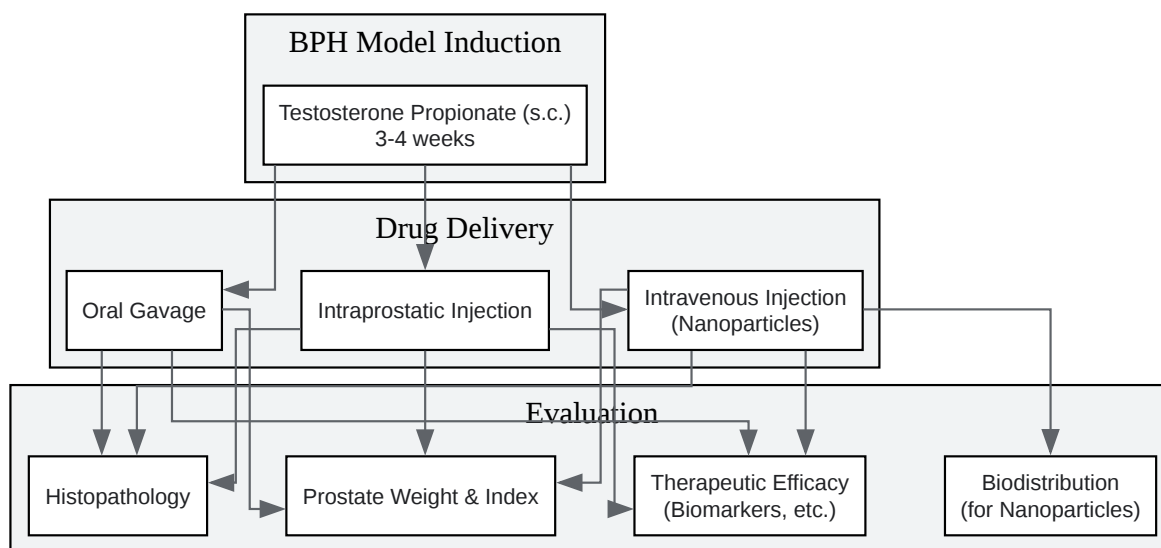 BPH Model Induction
Testosterone Propionate (s.c.)
3-4 weeks
Drug Delivery
Oral Gavage
Intraprostatic Injection
Intravenous Injection
(Nanoparticles)
Evaluation
Histopathology
Prostate Weight & Index
Therapeutic Efficacy
(Biomarkers, etc.)
Biodistribution
(for Nanoparticles)